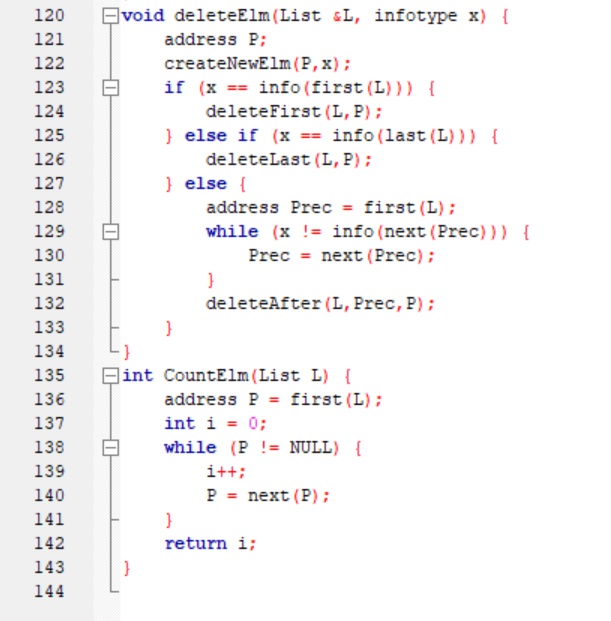 120 void deleteElm(List &L, infotype x) {
121     address P;
122     createNewElm(P,x);
123     if (x == info(first(L))) {
124         deleteFirst(L,P);
125     } else if (x == info(last(L))) {
126         deleteLast(L,P);
127     } else {
128         address Prec = first(L);
129         while (x != info(next(Prec))) {
130             Prec = next(Prec);
131         }
132         deleteAfter(L,Prec,P);
133     }
134 }
135 int CountElm(List L) {
136     address P = first(L);
137     int i = 0;
138     while (P != NULL) {
139         i++;
140         P = next(P);
141     }
142     return i;
143 }
144